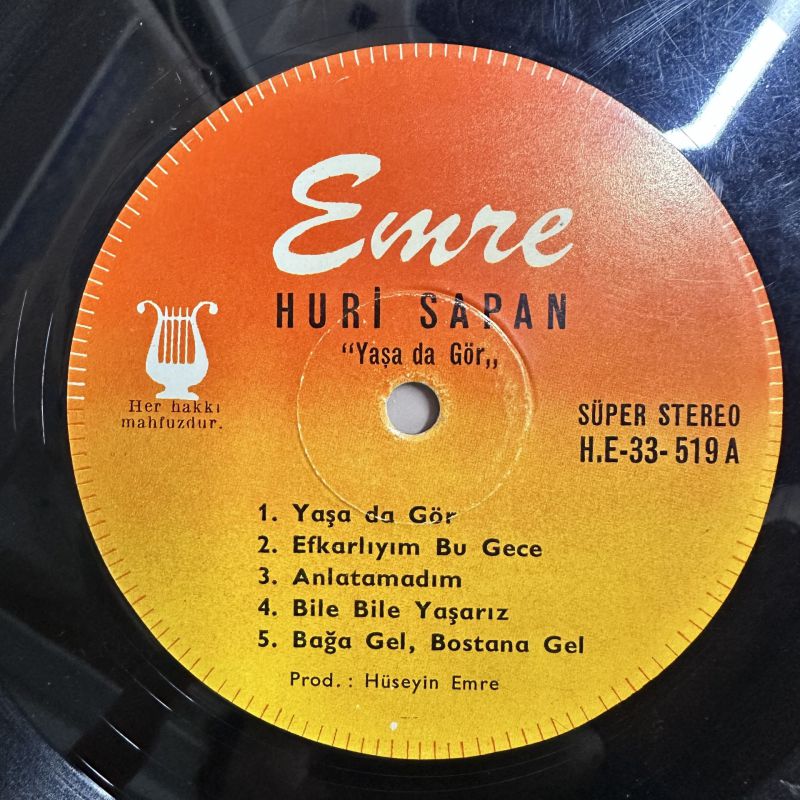 Emre
HURİ SAPAN
“Yaşa da Gör„
Her hakkı
mahfuzdur.
SÜPER STEREO
H.E-33-519 A
1. Yaşa da Gör
2. Efkarlıyım Bu Gece
3. Anlatamadım
4. Bile Bile Yaşarız
5. Bağa Gel, Bostana Gel
Prod. : Hüseyin Emre